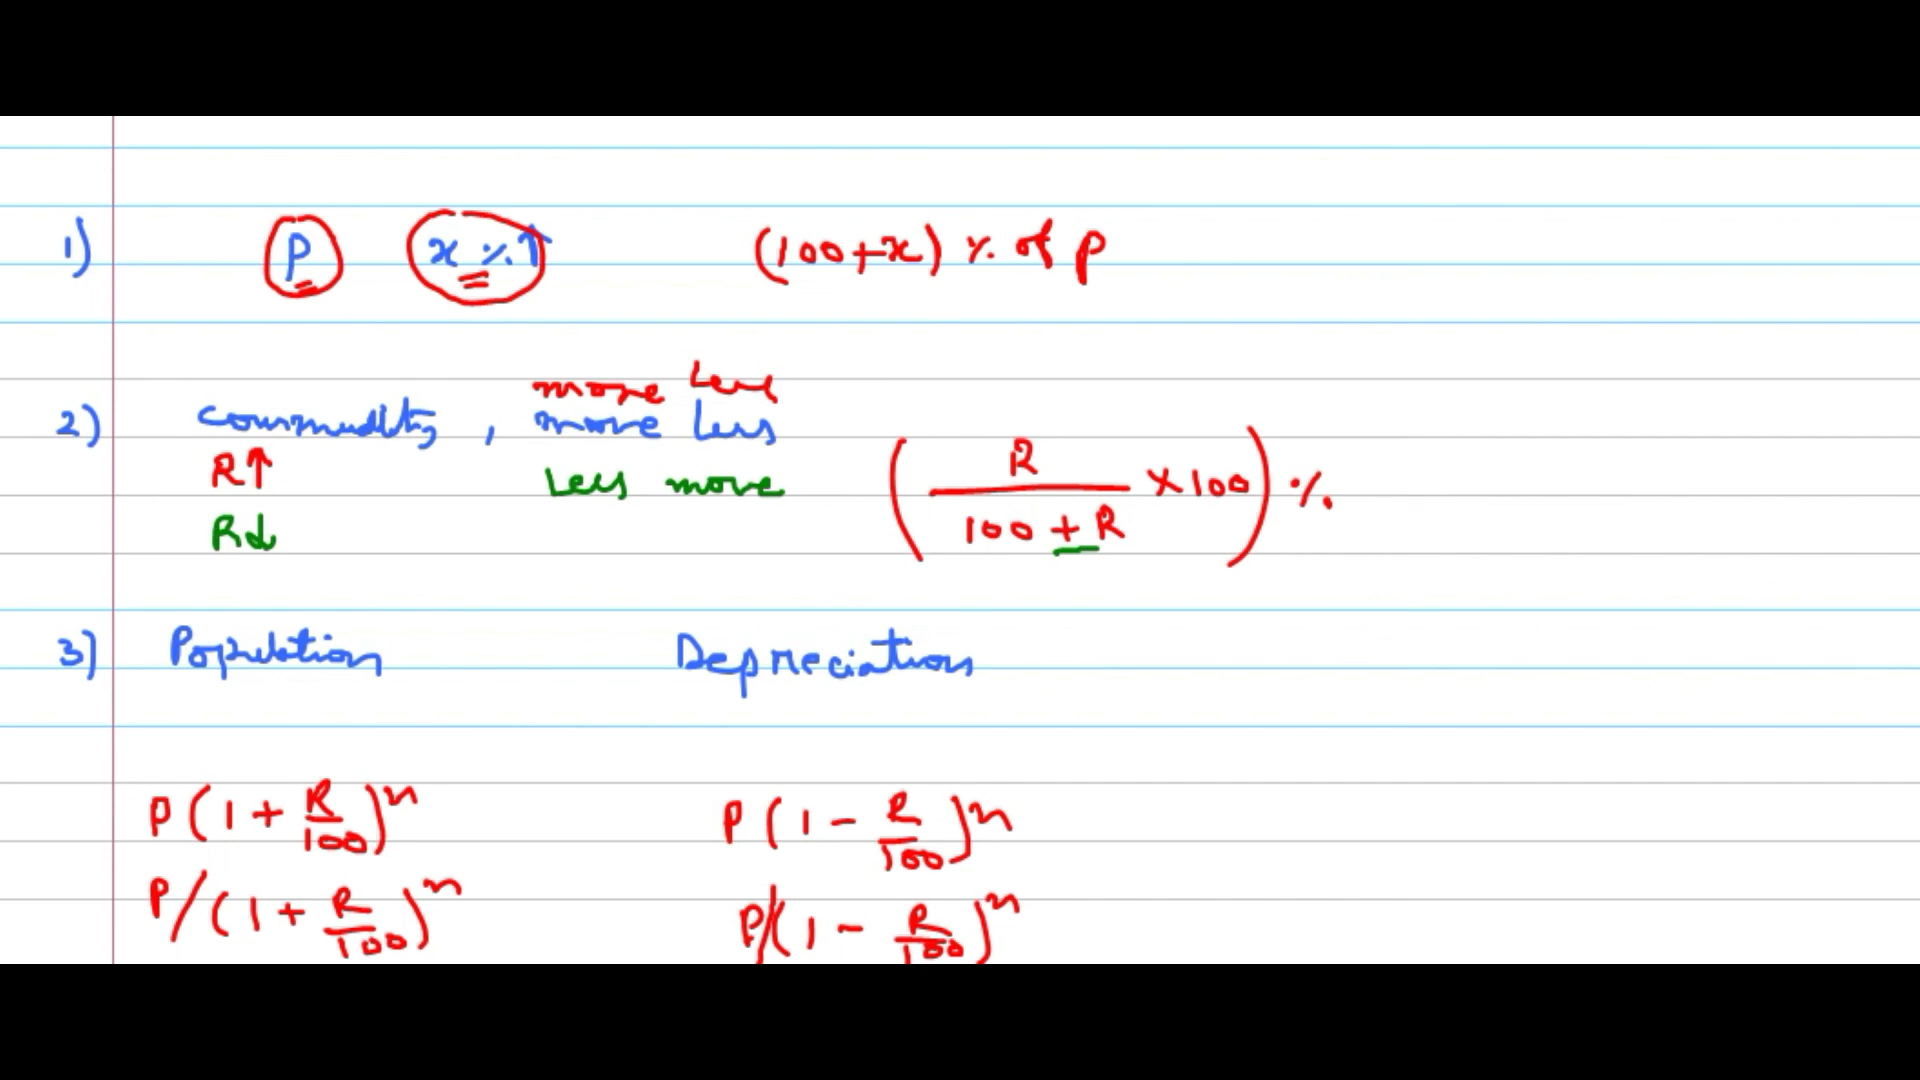 1) P x %↑ (100+x) % of P
more Less
2) commodity, more Less
R↑ Less more ( R / (100 + R) × 100 ) %
R↓
3) Population Depreciation
P (1 + R/100)^n P (1 - R/100)^n
P/(1 + R/100)^n P/(1 - R/100)^n